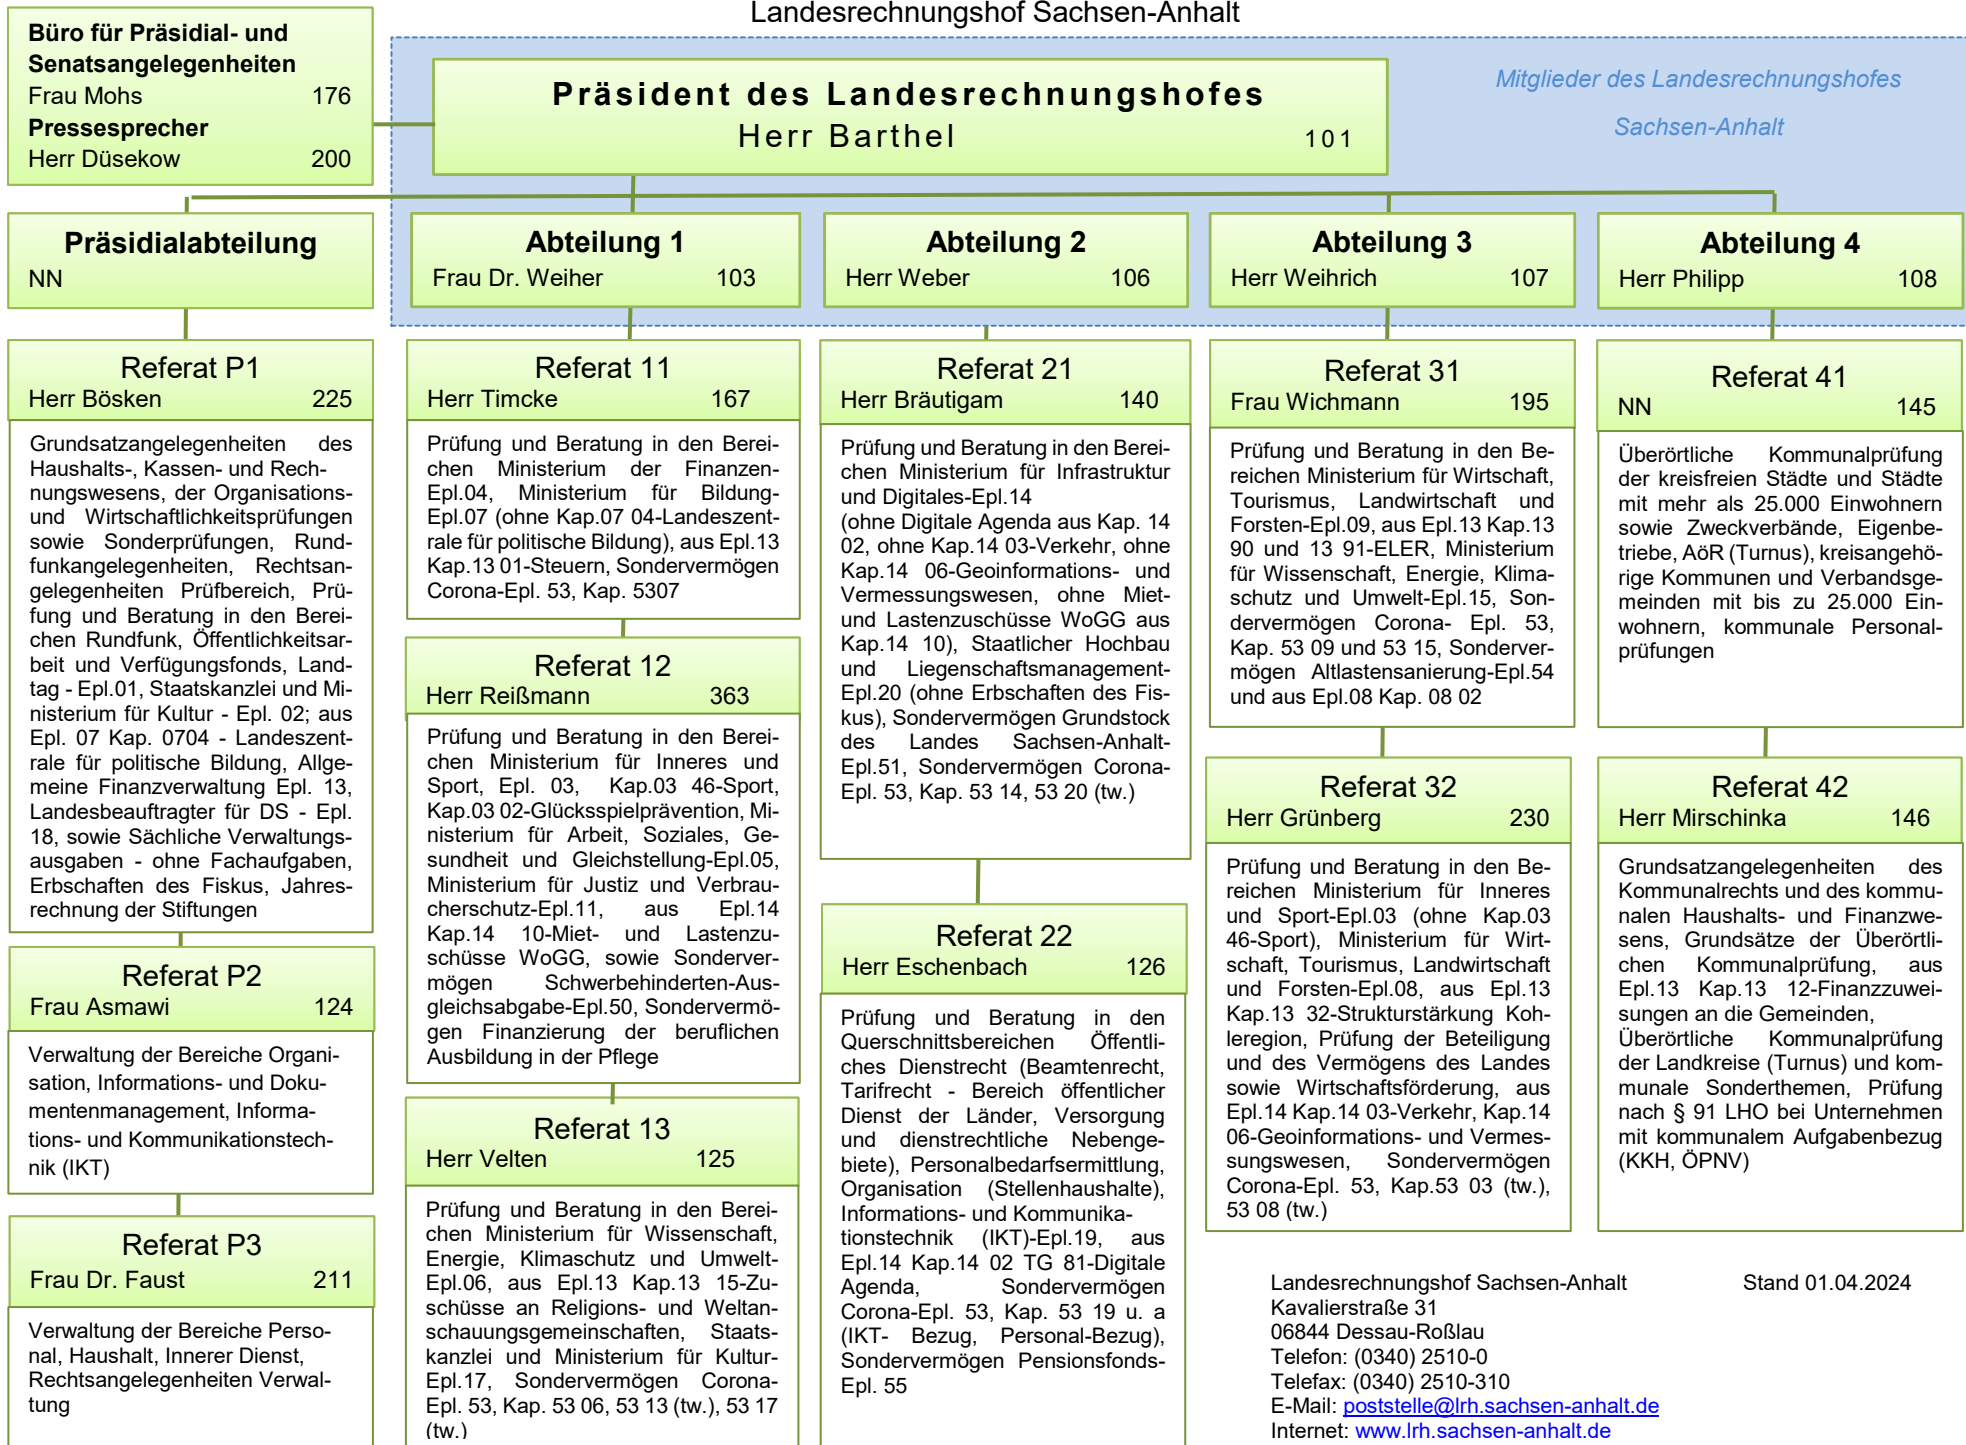 Landesrechnungshof Sachsen-Anhalt
Büro für Präsidial- und
Senatsangelegenheiten
Frau Mohs 176
Pressesprecher
Herr Düsekow 200
Präsident des Landesrechnungshofes
Herr Barthel 101
Mitglieder des Landesrechnungshofes
Sachsen-Anhalt
Präsidialabteilung
NN
Abteilung 1
Frau Dr. Weiher 103
Abteilung 2
Herr Weber 106
Abteilung 3
Herr Weihrich 107
Abteilung 4
Herr Philipp 108
Referat P1
Herr Bösken 225
Grundsatzangelegenheiten des
Haushalts-, Kassen- und Rech-
nungswesens, der Organisations-
und Wirtschaftlichkeitsprüfungen
sowie Sonderprüfungen, Rund-
funkangelegenheiten, Rechtsan-
gelegenheiten Prüfbereich, Prü-
fung und Beratung in den Berei-
chen Rundfunk, Öffentlichkeitsar-
beit und Verfügungsfonds, Land-
tag - Epl.01, Staatskanzlei und Mi-
nisterium für Kultur - Epl. 02; aus
Epl. 07 Kap. 0704 - Landeszent-
rale für politische Bildung, Allge-
meine Finanzverwaltung Epl. 13,
Landesbeauftragter für DS - Epl.
18, sowie Sächliche Verwaltungs-
ausgaben - ohne Fachaufgaben,
Erbschaften des Fiskus, Jahres-
rechnung der Stiftungen
Referat P2
Frau Asmawi 124
Verwaltung der Bereiche Organi-
sation, Informations- und Doku-
mentenmanagement, Informa-
tions- und Kommunikationstech-
nik (IKT)
Referat P3
Frau Dr. Faust 211
Verwaltung der Bereiche Perso-
nal, Haushalt, Innerer Dienst,
Rechtsangelegenheiten Verwal-
tung
Referat 11
Herr Timcke 167
Prüfung und Beratung in den Berei-
chen Ministerium der Finanzen-
Epl.04, Ministerium für Bildung-
Epl.07 (ohne Kap.07 04-Landeszent-
rale für politische Bildung), aus Epl.13
Kap.13 01-Steuern, Sondervermögen
Corona-Epl. 53, Kap. 5307
Referat 12
Herr Reißmann 363
Prüfung und Beratung in den Berei-
chen Ministerium für Inneres und
Sport, Epl. 03, Kap.03 46-Sport,
Kap.03 02-Glücksspielprävention, Mi-
nisterium für Arbeit, Soziales, Ge-
sundheit und Gleichstellung-Epl.05,
Ministerium für Justiz und Verbrau-
cherschutz-Epl.11, aus Epl.14
Kap.14 10-Miet- und Lastenzu-
schüsse WoGG, sowie Sonderver-
mögen Schwerbehinderten-Aus-
gleichsabgabe-Epl.50, Sondervermö-
gen Finanzierung der beruflichen
Ausbildung in der Pflege
Referat 13
Herr Velten 125
Prüfung und Beratung in den Berei-
chen Ministerium für Wissenschaft,
Energie, Klimaschutz und Umwelt-
Epl.06, aus Epl.13 Kap.13 15-Zu-
schüsse an Religions- und Weltan-
schauungsgemeinschaften, Staats-
kanzlei und Ministerium für Kultur-
Epl.17, Sondervermögen Corona-
Epl. 53, Kap. 53 06, 53 13 (tw.), 53 17
(tw.)
Referat 21
Herr Bräutigam 140
Prüfung und Beratung in den Berei-
chen Ministerium für Infrastruktur
und Digitales-Epl.14
(ohne Digitale Agenda aus Kap. 14
02, ohne Kap.14 03-Verkehr, ohne
Kap.14 06-Geoinformations- und
Vermessungswesen, ohne Miet-
und Lastenzuschüsse WoGG aus
Kap.14 10), Staatlicher Hochbau
und Liegenschaftsmanagement-
Epl.20 (ohne Erbschaften des Fis-
kus), Sondervermögen Grundstock
des Landes Sachsen-Anhalt-
Epl.51, Sondervermögen Corona-
Epl. 53, Kap. 53 14, 53 20 (tw.)
Referat 22
Herr Eschenbach 126
Prüfung und Beratung in den
Querschnittsbereichen Öffentli-
ches Dienstrecht (Beamtenrecht,
Tarifrecht - Bereich öffentlicher
Dienst der Länder, Versorgung
und dienstrechtliche Nebenge-
biete), Personalbedarfsermittlung,
Organisation (Stellenhaushalte),
Informations- und Kommunika-
tionstechnik (IKT)-Epl.19, aus
Epl.14 Kap.14 02 TG 81-Digitale
Agenda, Sondervermögen
Corona-Epl. 53, Kap. 53 19 u. a
(IKT- Bezug, Personal-Bezug),
Sondervermögen Pensionsfonds-
Epl. 55
Referat 31
Frau Wichmann 195
Prüfung und Beratung in den Be-
reichen Ministerium für Wirtschaft,
Tourismus, Landwirtschaft und
Forsten-Epl.09, aus Epl.13 Kap.13
90 und 13 91-ELER, Ministerium
für Wissenschaft, Energie, Klima-
schutz und Umwelt-Epl.15, Son-
dervermögen Corona- Epl. 53,
Kap. 53 09 und 53 15, Sonderver-
mögen Altlastensanierung-Epl.54
und aus Epl.08 Kap. 08 02
Referat 32
Herr Grünberg 230
Prüfung und Beratung in den Be-
reichen Ministerium für Inneres
und Sport-Epl.03 (ohne Kap.03
46-Sport), Ministerium für Wirt-
schaft, Tourismus, Landwirtschaft
und Forsten-Epl.08, aus Epl.13
Kap.13 32-Strukturstärkung Koh-
leregion, Prüfung der Beteiligung
und des Vermögens des Landes
sowie Wirtschaftsförderung, aus
Epl.14 Kap.14 03-Verkehr, Kap.14
06-Geoinformations- und Vermes-
sungswesen, Sondervermögen
Corona-Epl. 53, Kap.53 03 (tw.),
53 08 (tw.)
Referat 41
NN 145
Überörtliche Kommunalprüfung
der kreisfreien Städte und Städte
mit mehr als 25.000 Einwohnern
sowie Zweckverbände, Eigenbe-
triebe, AöR (Turnus), kreisangehö-
rige Kommunen und Verbandsge-
meinden mit bis zu 25.000 Ein-
wohnern, kommunale Personal-
prüfungen
Referat 42
Herr Mirschinka 146
Grundsatzangelegenheiten des
Kommunalrechts und des kommu-
nalen Haushalts- und Finanzwe-
sens, Grundsätze der Überörtli-
chen Kommunalprüfung, aus
Epl.13 Kap.13 12-Finanzzuwei-
sungen an die Gemeinden,
Überörtliche Kommunalprüfung
der Landkreise (Turnus) und kom-
munale Sonderthemen, Prüfung
nach § 91 LHO bei Unternehmen
mit kommunalem Aufgabenbezug
(KKH, ÖPNV)
Landesrechnungshof Sachsen-Anhalt Stand 01.04.2024
Kavalierstraße 31
06844 Dessau-Roßlau
Telefon: (0340) 2510-0
Telefax: (0340) 2510-310
E-Mail: poststelle@lrh.sachsen-anhalt.de
Internet: www.lrh.sachsen-anhalt.de